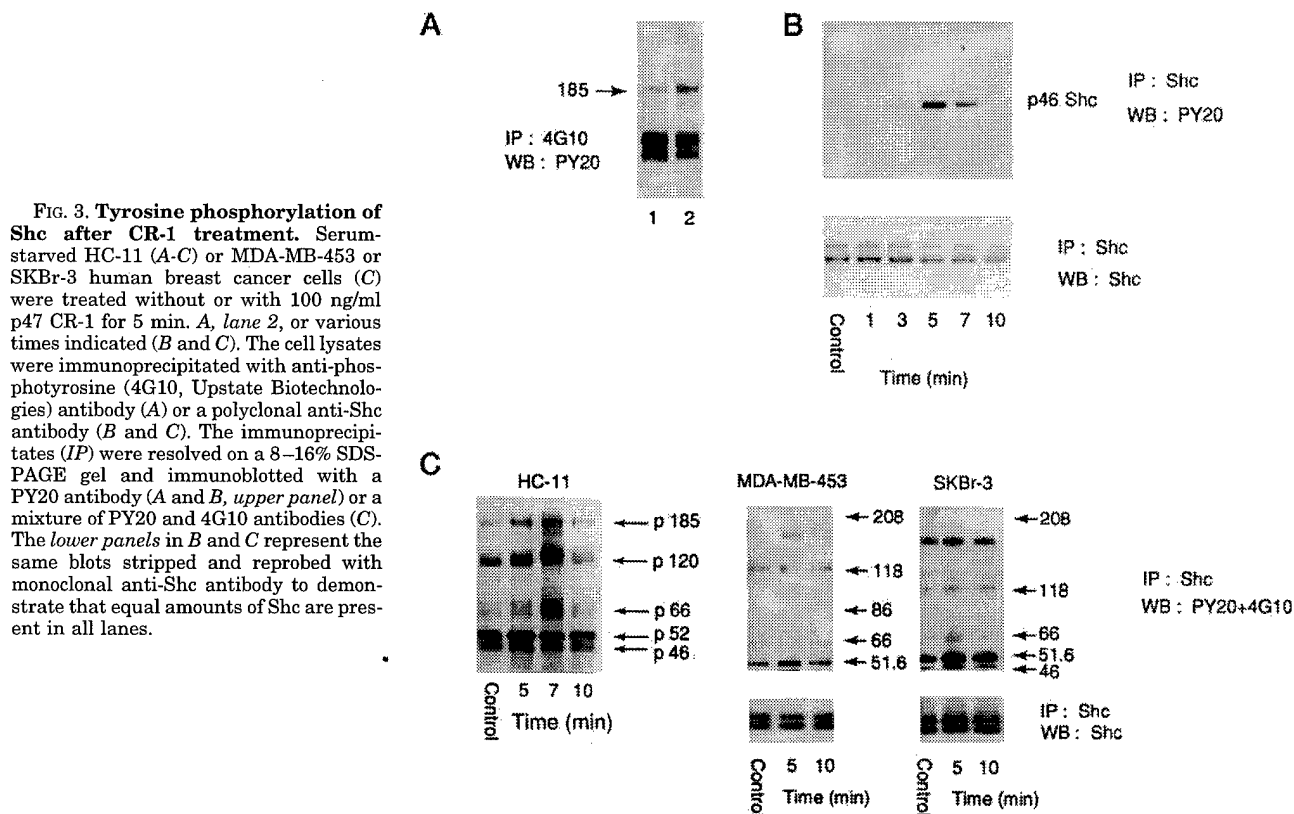 FIG. 3. Tyrosine phosphorylation of
Shc after CR-1 treatment. Serum-
starved HC-11 (A-C) or MDA-MB-453 or
SKBr-3 human breast cancer cells (C)
were treated without or with 100 ng/ml
p47 CR-1 for 5 min. A, lane 2, or various
times indicated (B and C). The cell lysates
were immunoprecipitated with anti-phos-
photyrosine (4G10, Upstate Biotechnolo-
gies) antibody (A) or a polyclonal anti-Shc
antibody (B and C). The immunoprecipi-
tates (IP) were resolved on a 8–16% SDS-
PAGE gel and immunoblotted with a
PY20 antibody (A and B, upper panel) or a
mixture of PY20 and 4G10 antibodies (C).
The lower panels in B and C represent the
same blots stripped and reprobed with
monoclonal anti-Shc antibody to demon-
strate that equal amounts of Shc are pres-
ent in all lanes.
A
185
IP : 4G10
WB : PY20
1 2
B
p46 Shc
IP : Shc
WB : PY20
IP : Shc
WB : Shc
Control 1 3 5 7 10
Time (min)
C
HC-11
p 185
p 120
p 66
p 52
p 46
Control 5 7 10
Time (min)
MDA-MB-453
208
118
86
66
51.6
Control 5 10
Time (min)
SKBr-3
208
118
66
51.6
46
IP : Shc
WB : PY20+4G10
IP : Shc
WB : Shc
Control 5 10
Time (min)